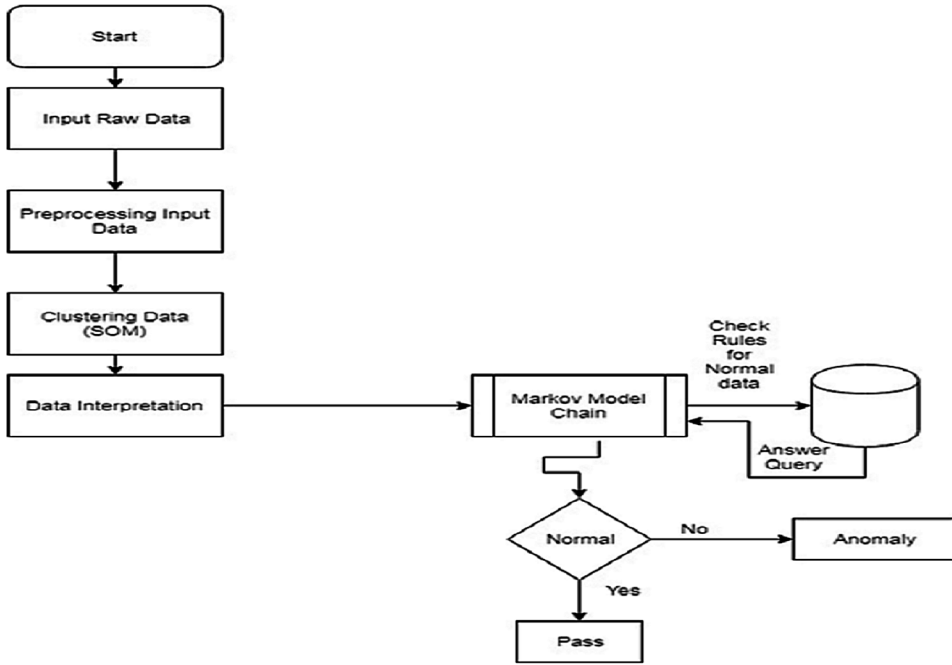 Start
Input Raw Data
Preprocessing Input
Data
Clustering Data
(SOM)
Data Interpretation
Markov Model
Chain
Check
Rules
for
Normal
data
Answer
Query
Normal
No
Anomaly
Yes
Pass